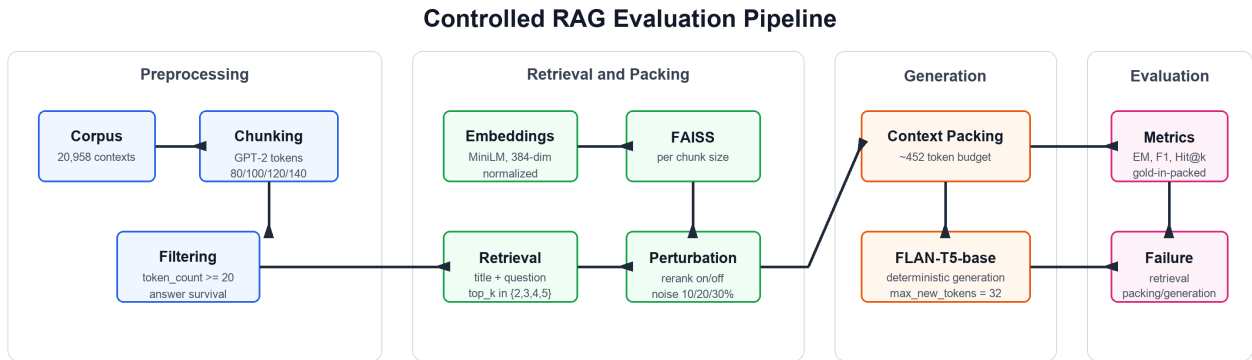 Controlled RAG Evaluation Pipeline
Preprocessing
Corpus
20,958 contexts
Chunking
GPT-2 tokens
80/100/120/140
Filtering
token_count >= 20
answer survival
Retrieval and Packing
Embeddings
MiniLM, 384-dim
normalized
FAISS
per chunk size
Retrieval
title + question
top_k in {2,3,4,5}
Perturbation
rerank on/off
noise 10/20/30%
Generation
Context Packing
~452 token budget
FLAN-T5-base
deterministic generation
max_new_tokens = 32
Evaluation
Metrics
EM, F1, Hit@k
gold-in-packed
Failure
retrieval
packing/generation